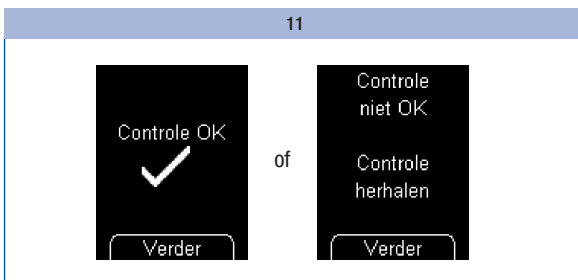 11
Controle OK
Verder
of
Controle
niet OK
Controle
herhalen
Verder